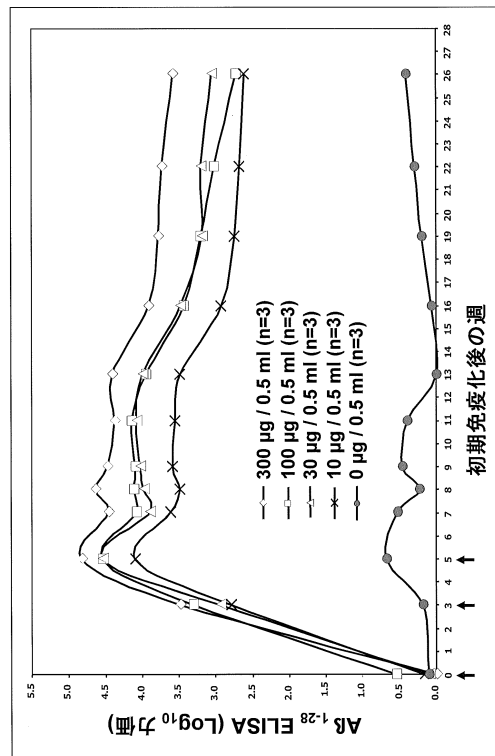 Aß₁₋₂₈ ELISA (Log₁₀ 力価)
5.5
5.0
4.5
4.0
3.5
3.0
2.5
2.0
1.5
1.0
0.5
0.0
300 µg / 0.5 ml (n=3)
100 µg / 0.5 ml (n=3)
30 µg / 0.5 ml (n=3)
10 µg / 0.5 ml (n=3)
0 µg / 0.5 ml (n=3)
0 1 2 3 4 5 6 7 8 9 10 11 12 13 14 15 16 17 18 19 20 21 22 23 24 25 26 27 28
初期免疫化後の週